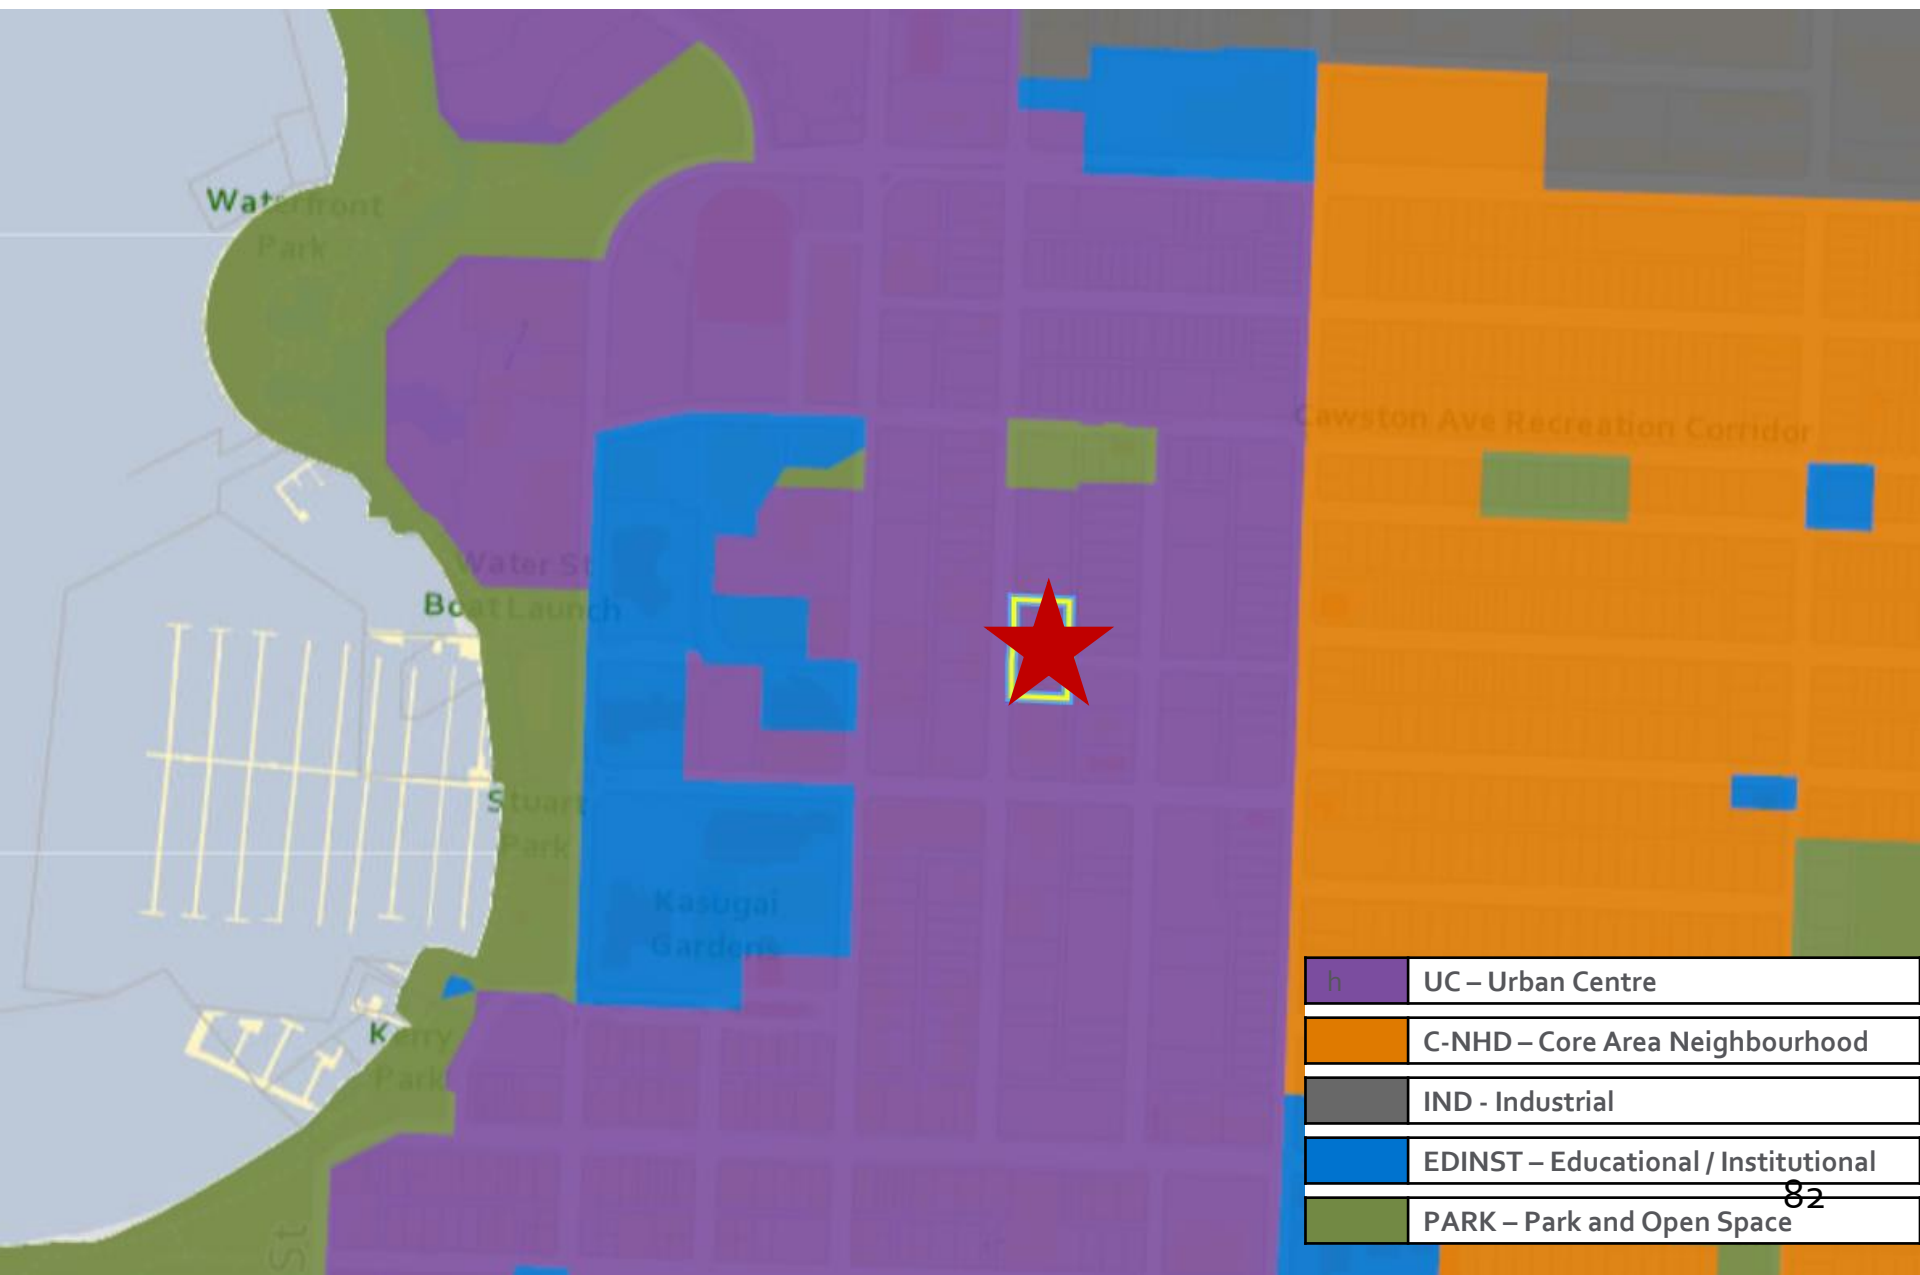 Waterfront
Park
Cawston Ave Recreation Corridor
Water St
Boat Launch
Stuart
Park
Kasugai
Gardens
Kerry
Park
St
h
UC – Urban Centre
C-NHD – Core Area Neighbourhood
IND - Industrial
EDINST – Educational / Institutional
82
PARK – Park and Open Space